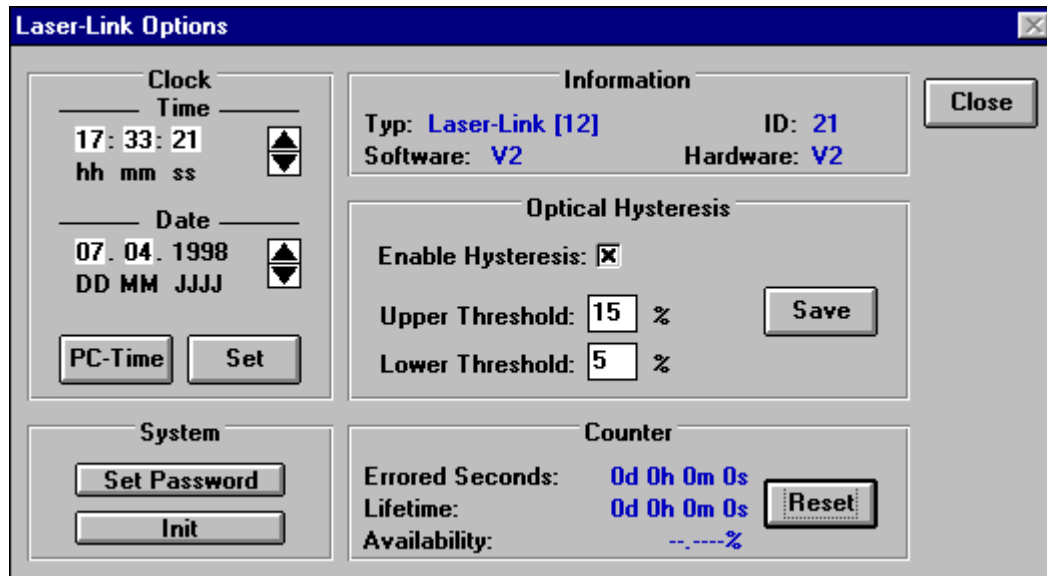 Laser-Link Options
Clock
Time
17: 33: 21
hh mm ss
Date
07. 04. 1998
DD MM JJJJ
PC-Time
Set
System
Set Password
Init
Information
Typ: Laser-Link [12]
ID: 21
Software: V2
Hardware: V2
Optical Hysteresis
Enable Hysteresis:
Upper Threshold: 15 %
Lower Threshold: 5 %
Save
Counter
Errored Seconds: 0d 0h 0m 0s
Lifetime: 0d 0h 0m 0s
Availability: --.----%
Reset
Close